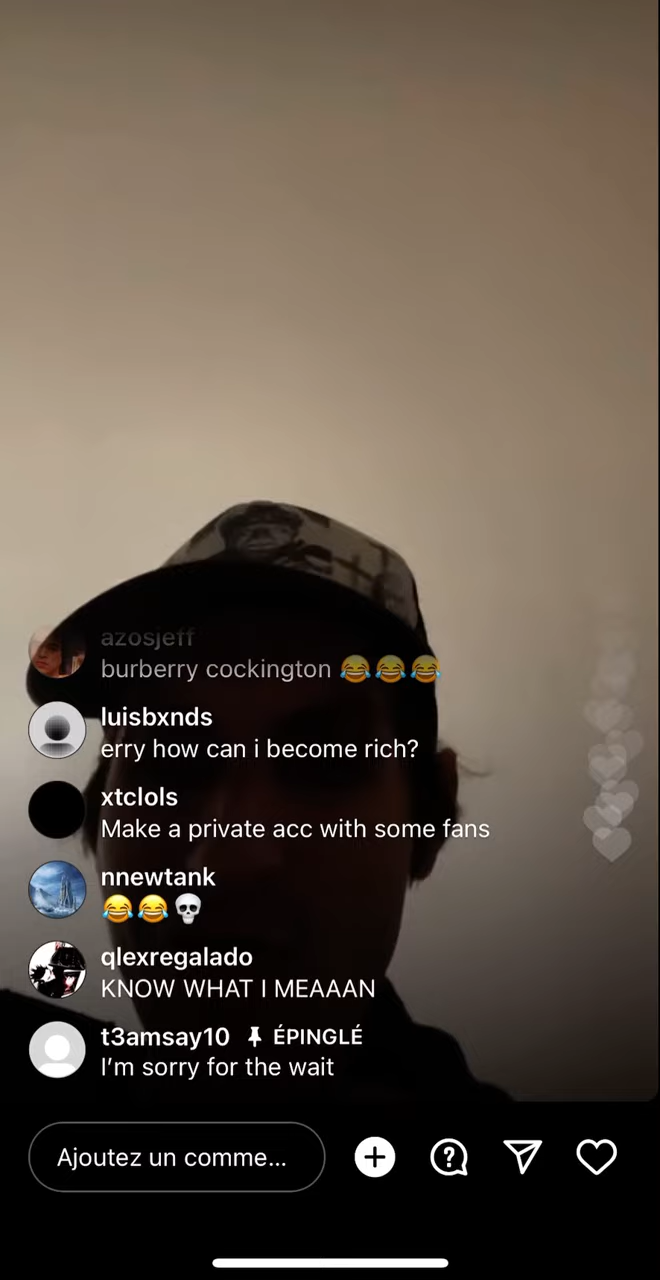 azosjeff
burberry cockington 😂😂😂
luisbxnds
erry how can i become rich?
xtclols
Make a private acc with some fans
nnewtank
😂😂💀
qlexregalado
KNOW WHAT I MEAAAN
t3amsay10 📌 ÉPINGLÉ
I’m sorry for the wait
Ajoutez un comme...